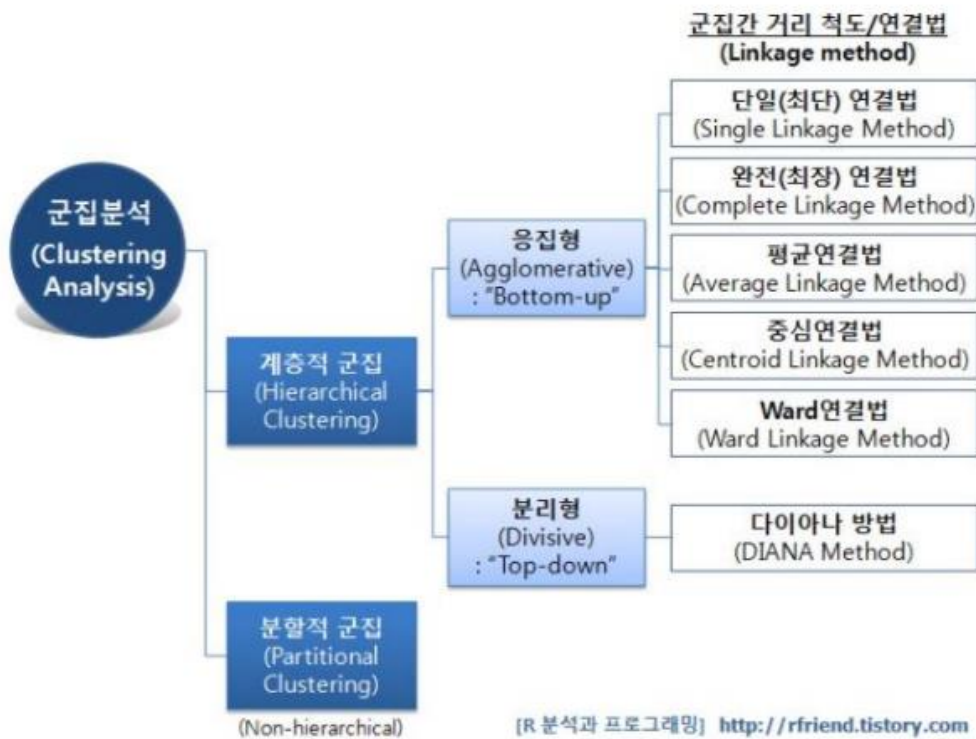 군집간 거리 척도/연결법
(Linkage method)
단일(최단) 연결법
(Single Linkage Method)
완전(최장) 연결법
(Complete Linkage Method)
평균연결법
(Average Linkage Method)
중심연결법
(Centroid Linkage Method)
Ward연결법
(Ward Linkage Method)
군집분석
(Clustering
Analysis)
응집형
(Agglomerative)
: "Bottom-up"
계층적 군집
(Hierarchical
Clustering)
분리형
(Divisive)
: "Top-down"
다이아나 방법
(DIANA Method)
분할적 군집
(Partitional
Clustering)
(Non-hierarchical)
[R 분석과 프로그래밍] http://rfriend.tistory.com